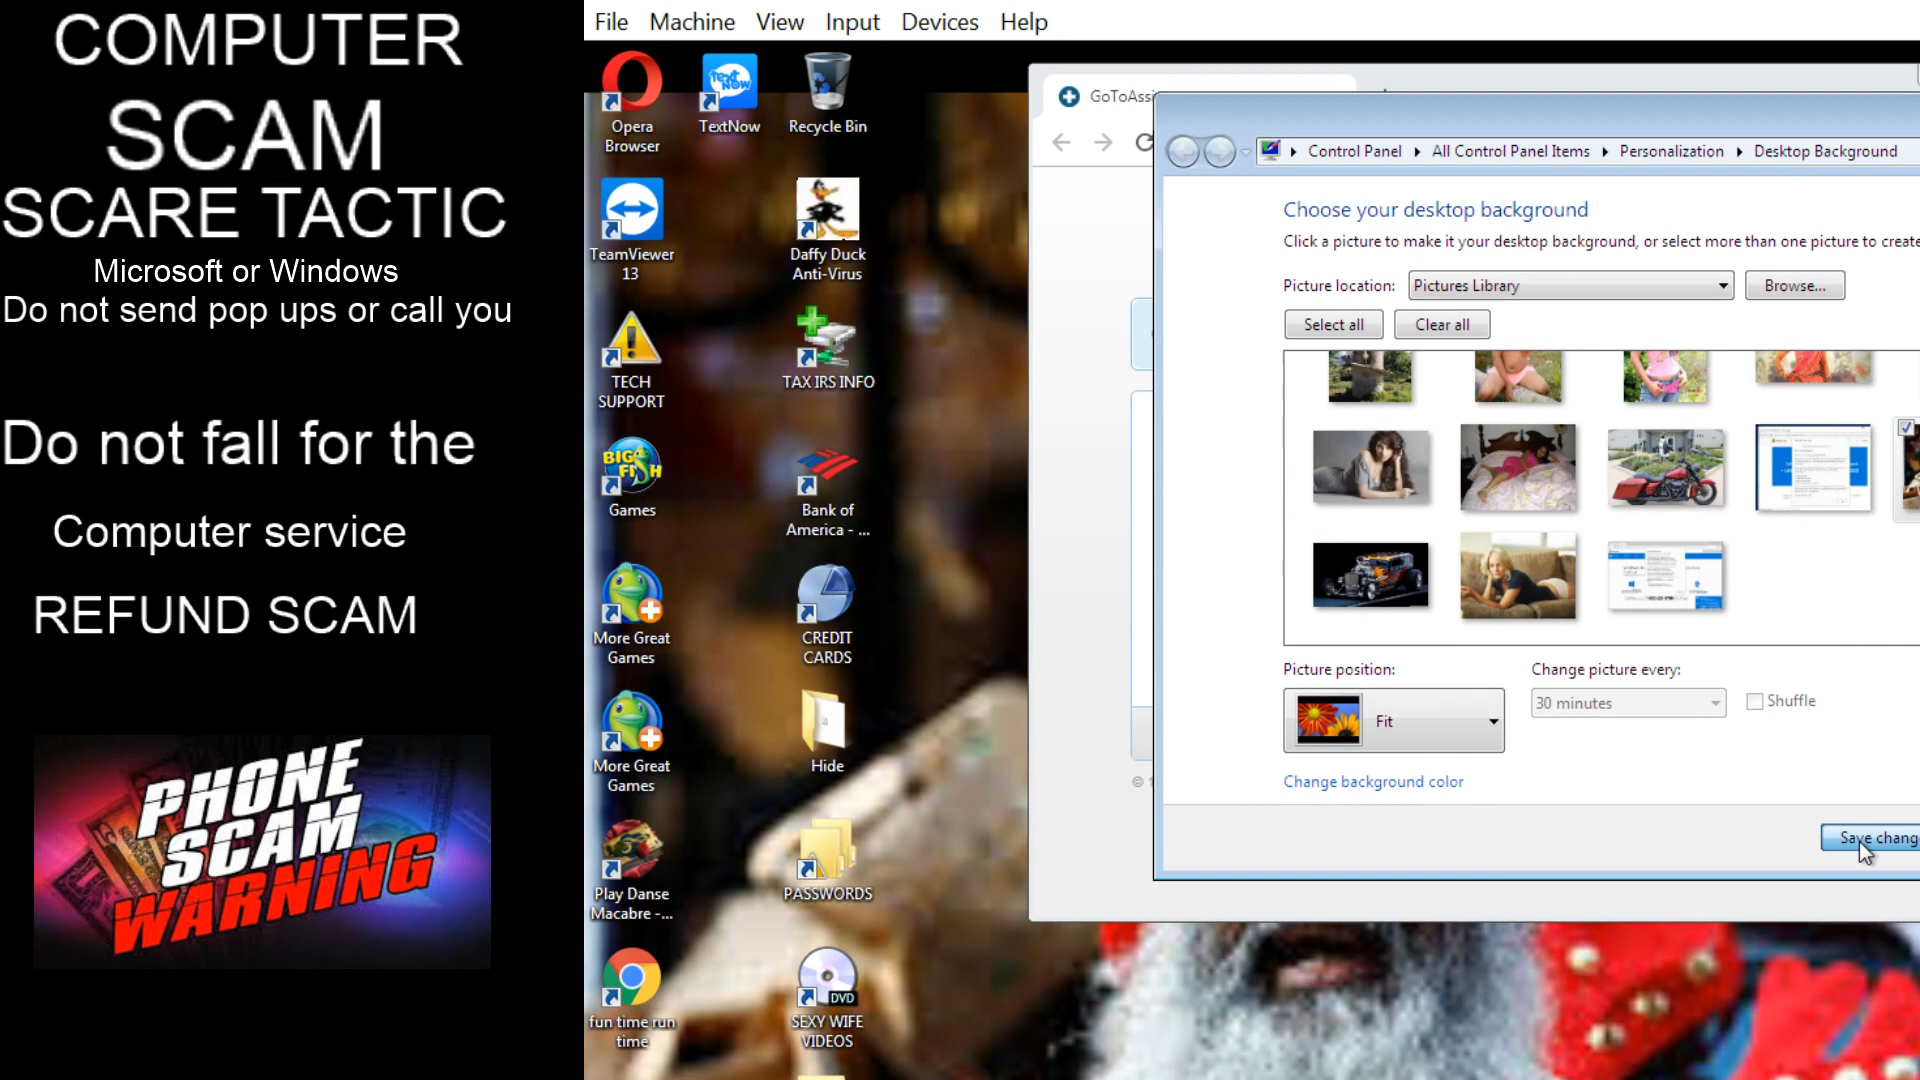 COMPUTER
SCAM
SCARE TACTIC
Microsoft or Windows
Do not send pop ups or call you
Do not fall for the
Computer service
REFUND SCAM
PHONE
SCAM
WARNING
File Machine View Input Devices Help
Opera
Browser
TextNow
Recycle Bin
TeamViewer
13
Daffy Duck
Anti-Virus
TECH
SUPPORT
TAX IRS INFO
BIG
FISH
Games
Bank of
America - ...
More Great
Games
CREDIT
CARDS
More Great
Games
Hide
Play Danse
Macabre -...
PASSWORDS
fun time run
time
DVD
SEXY WIFE
VIDEOS
GoToAssi
Control Panel All Control Panel Items Personalization Desktop Background
Choose your desktop background
Click a picture to make it your desktop background, or select more than one picture to create
Picture location: Pictures Library Browse...
Select all Clear all
Picture position:
Change picture every:
Fit
30 minutes
Shuffle
Change background color
Save chang